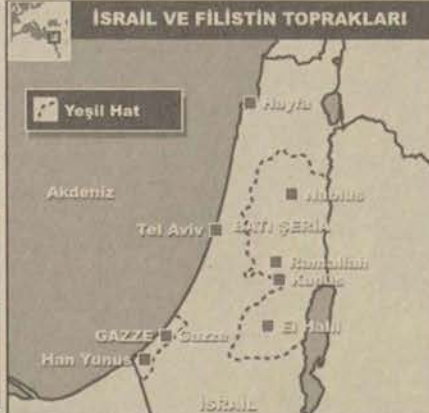 İSRAİL VE FİLİSTİN TOPRAKLARI
Yeşil Hat
Hayfa
Akdeniz
Nablus
Tel Aviv
BATI ŞERİA
Ramallah
Kudüs
GAZZE
Gazze
El Halil
Han Yunus
İSRAİL